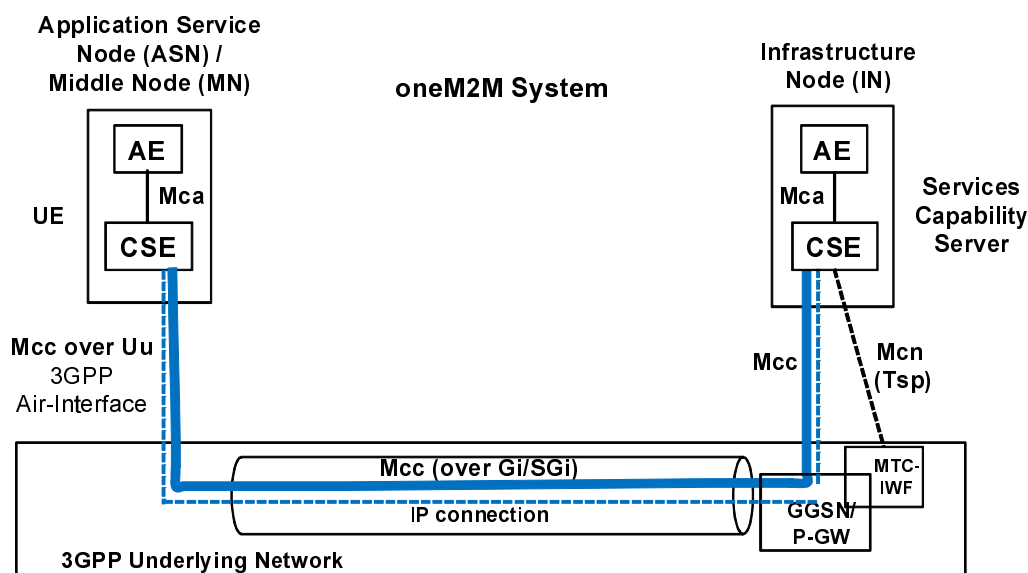 Application Service
Node (ASN) /
Middle Node (MN)
oneM2M System
Infrastructure
Node (IN)
AE
Mca
CSE
UE
AE
Mca
CSE
Services
Capability
Server
Mcc over Uu
3GPP
Air-Interface
Mcc
Mcn
(Tsp)
Mcc (over Gi/SGi)
IP connection
MTC-
IWF
GGSN/
P-GW
3GPP Underlying Network